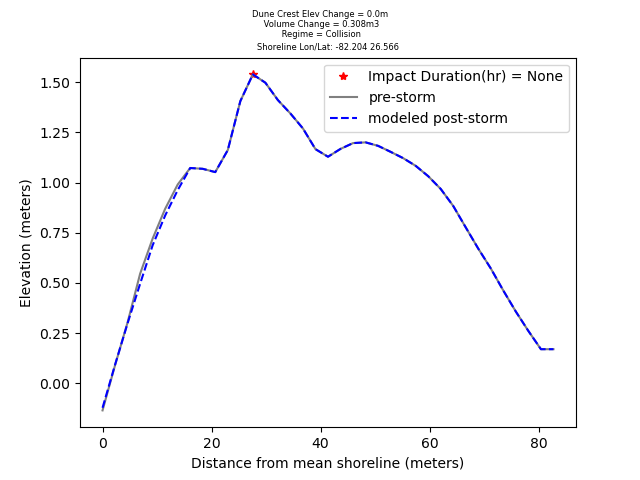 Dune Crest Elev Change = 0.0m
Volume Change = 0.308m3
Regime = Collision
Shoreline Lon/Lat: -82.204 26.566
Impact Duration(hr) = None
pre-storm
modeled post-storm
1.50
1.25
1.00
0.75
0.50
0.25
0.00
Elevation (meters)
0 20 40 60 80
Distance from mean shoreline (meters)